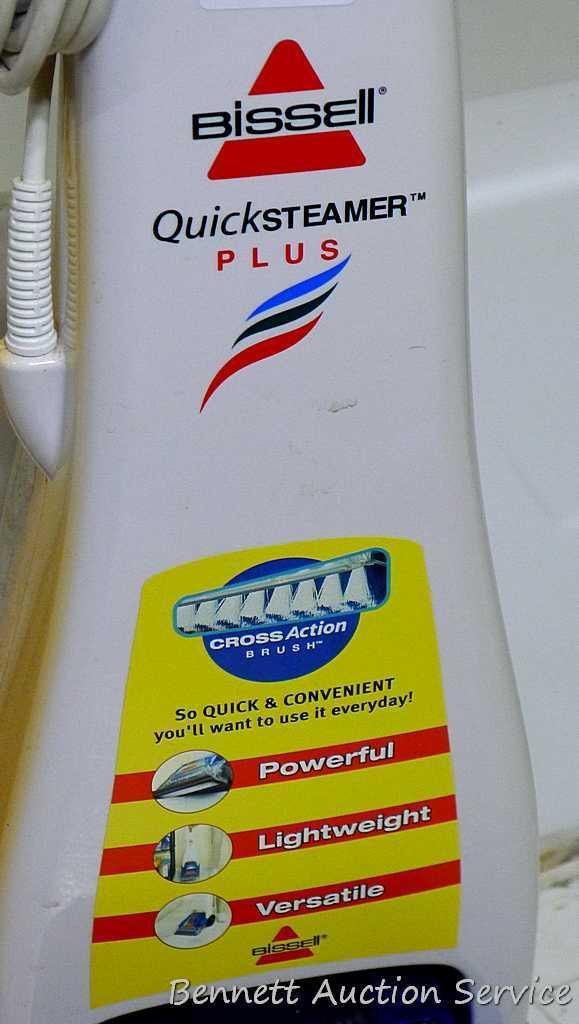 BISSELL®
QuickSTEAMER™
PLUS
CROSSAction
BRUSH™
So QUICK & CONVENIENT
you'll want to use it everyday!
Powerful
Lightweight
Versatile
BISSELL®
Bennett Auction Service